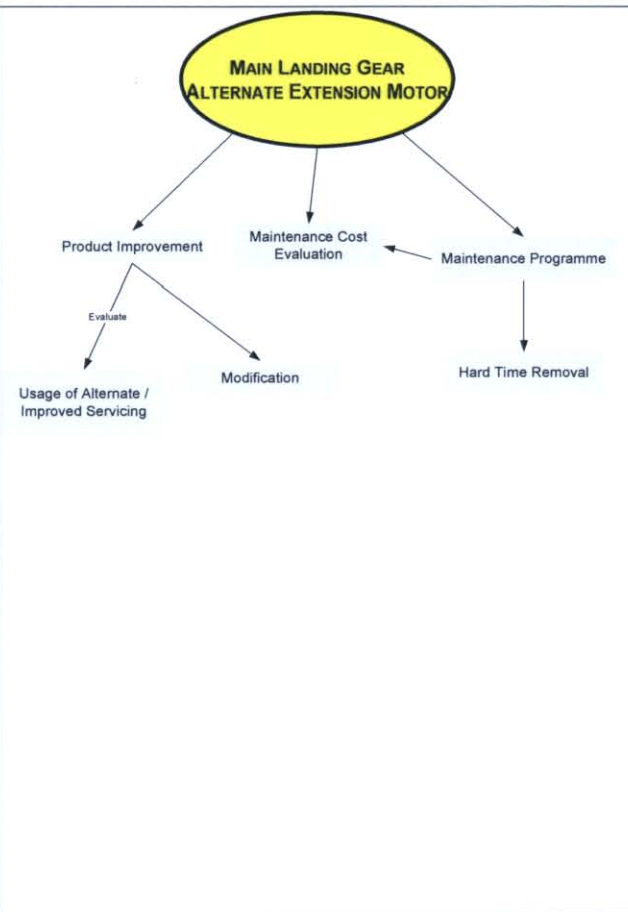 MAIN LANDING GEAR
ALTERNATE EXTENSION MOTOR
Product Improvement
Maintenance Cost
Evaluation
Maintenance Programme
Evaluate
Usage of Alternate /
Improved Servicing
Modification
Hard Time Removal